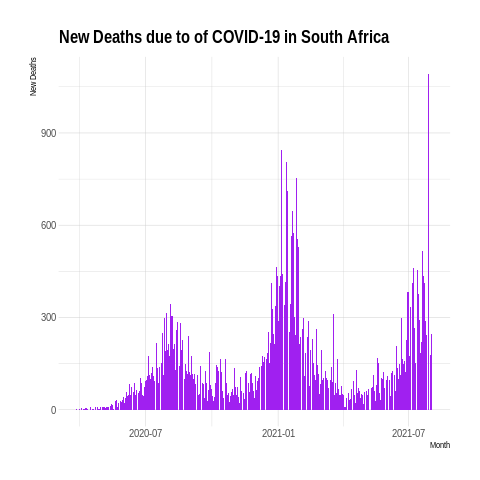 New Deaths due to of COVID-19 in South Africa
New Deaths
900
600
300
0
2020-07 2021-01 2021-07
Month